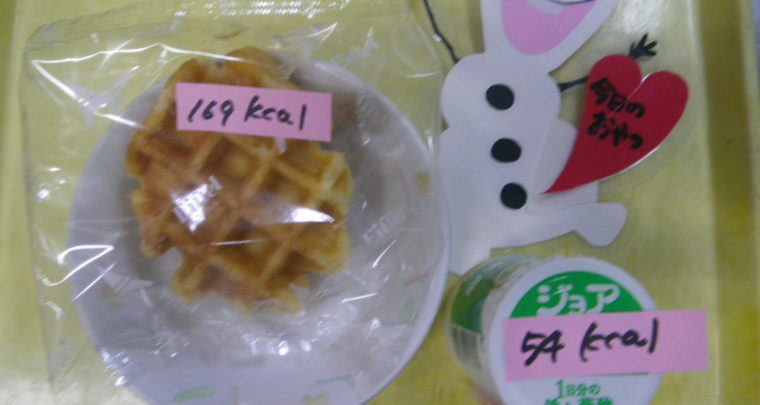 169 kcal
今日の
おやつ
ジョア
54 kcal
1日分の